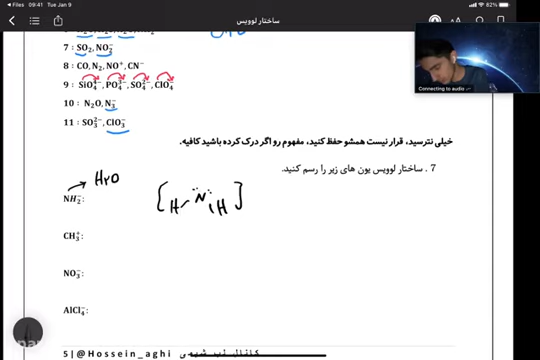 09:41 Tue Jan 9
ساختار لوویس
7 : SO₂, NO₂⁻
8 : CO, N₂, NO⁺, CN⁻
9 : SiO₄⁴⁻, PO₄³⁻, SO₄²⁻, ClO₄⁻
10: N₂O, N₃⁻
11: SO₃²⁻, ClO₃⁻
Connecting to audio
خیلی نترسید، قرار نیست همشو حفظ کنید، مفهوم رو اگر درک کرده باشید کافیه.
7 . ساختار لوویس یون های زیر را رسم کنید.
H₂O
NH₂⁻:
[H N H]
CH₃⁺:
NO₃⁻:
AlCl₄⁻:
5 | @Hossein_aghi